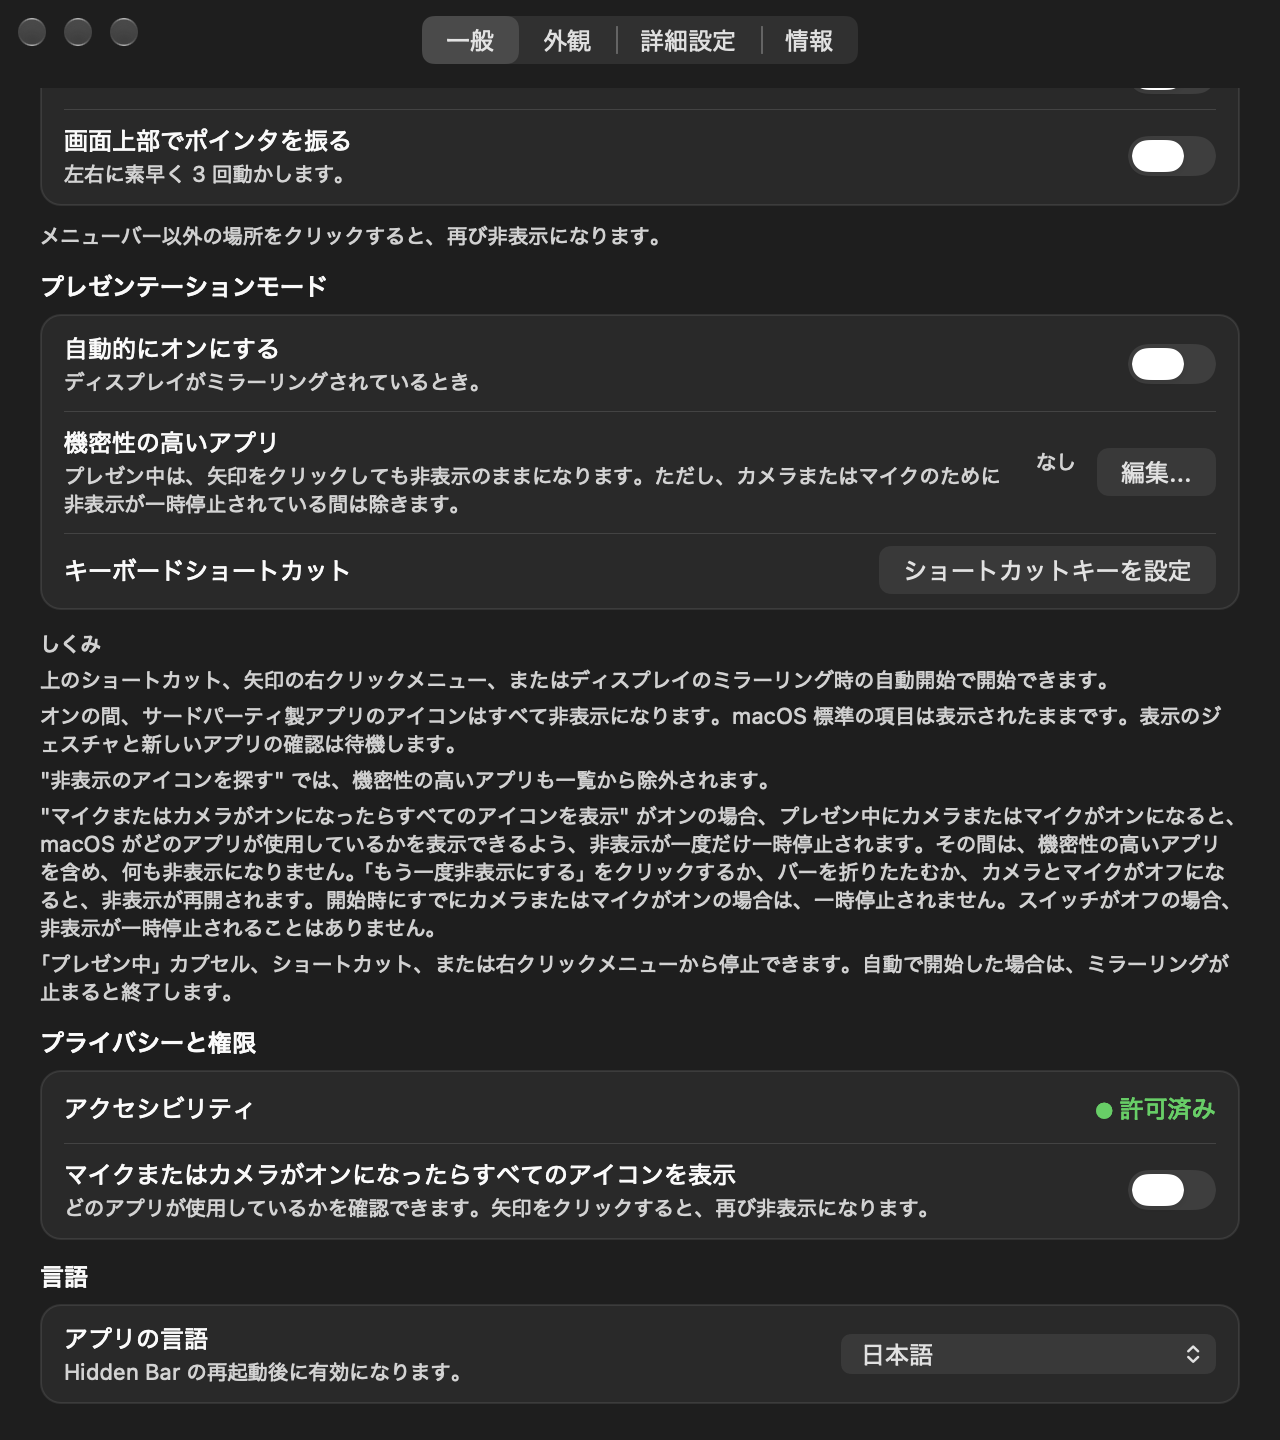 一般
外観
詳細設定
情報
画面上部でポインタを振る
左右に素早く 3 回動かします。
メニューバー以外の場所をクリックすると、再び非表示になります。
プレゼンテーションモード
自動的にオンにする
ディスプレイがミラーリングされているとき。
機密性の高いアプリ
プレゼン中は、矢印をクリックしても非表示のままになります。ただし、カメラまたはマイクのために
非表示が一時停止されている間は除きます。
なし
編集...
キーボードショートカット
ショートカットキーを設定
しくみ
上のショートカット、矢印の右クリックメニュー、またはディスプレイのミラーリング時の自動開始で開始できます。
オンの間、サードパーティ製アプリのアイコンはすべて非表示になります。macOS 標準の項目は表示されたままです。表示のジ
ェスチャと新しいアプリの確認は待機します。
"非表示のアイコンを探す" では、機密性の高いアプリも一覧から除外されます。
"マイクまたはカメラがオンになったらすべてのアイコンを表示" がオンの場合、プレゼン中にカメラまたはマイクがオンになると、
macOS がどのアプリが使用しているかを表示できるよう、非表示が一度だけ一時停止されます。その間は、機密性の高いアプリ
を含め、何も非表示になりません。「もう一度非表示にする」をクリックするか、バーを折りたたむか、カメラとマイクがオフにな
ると、非表示が再開されます。開始時にすでにカメラまたはマイクがオンの場合は、一時停止されません。スイッチがオフの場合、
非表示が一時停止されることはありません。
「プレゼン中」カプセル、ショートカット、または右クリックメニューから停止できます。自動で開始した場合は、ミラーリングが
止まると終了します。
プライバシーと権限
アクセシビリティ
許可済み
マイクまたはカメラがオンになったらすべてのアイコンを表示
どのアプリが使用しているかを確認できます。矢印をクリックすると、再び非表示になります。
言語
アプリの言語
Hidden Bar の再起動後に有効になります。
日本語